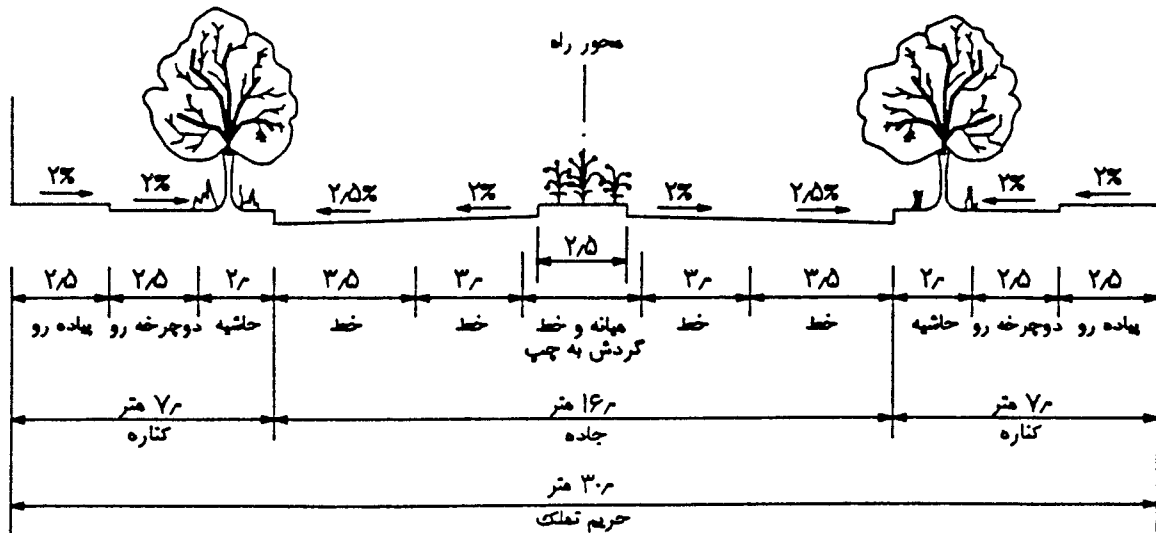 محور راه
۲% ۲% ۲٫۵% ۲% ۲% ۲٫۵% ۲% ۲%
۲٫۵
۲٫۵ ۲٫۵ ۲٫۰ ۳٫۵ ۳٫۰ ۳٫۰ ۳٫۵ ۲٫۰ ۲٫۵ ۲٫۵
پیاده رو دوچرخه رو حاشیه خط خط میانه و خط خط خط حاشیه دوچرخه رو پیاده رو
گردش به چپ
۷٫۰ متر ۱۶٫۰ متر ۷٫۰ متر
کناره جاده کناره
۳۰٫۰ متر
حریم تملک